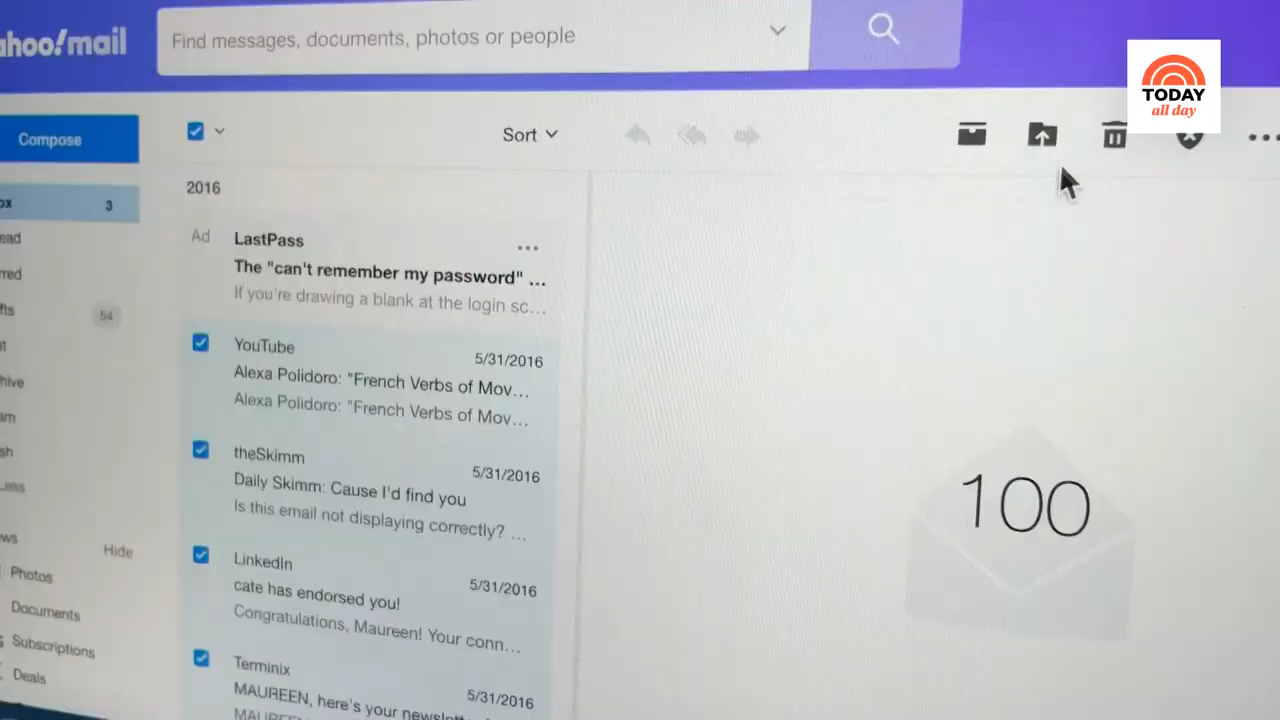 ahoo!mail
Find messages, documents, photos or people
TODAY
all day
Compose
Sort
3
54
Hide
Photos
Documents
Subscriptions
Deals
2016
Ad
LastPass
The "can't remember my password" ...
If you're drawing a blank at the login sc...
YouTube
5/31/2016
Alexa Polidoro: "French Verbs of Mov...
Alexa Polidoro: "French Verbs of Mov...
theSkimm
5/31/2016
Daily Skimm: Cause I'd find you
Is this email not displaying correctly? ...
LinkedIn
5/31/2016
cate has endorsed you!
Congratulations, Maureen! Your conn...
Terminix
5/31/2016
MAUREEN, here's your
100